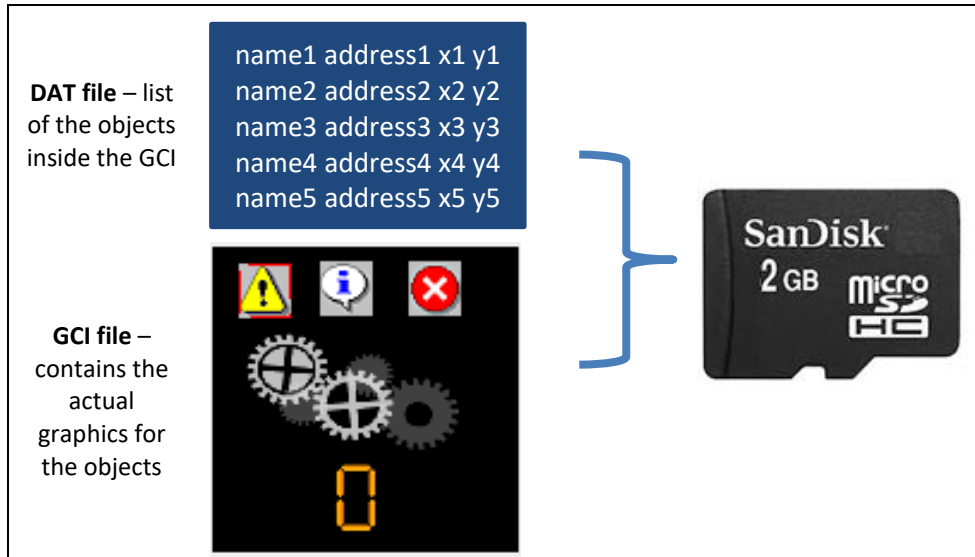 DAT file – list
of the objects
inside the GCI
name1 address1 x1 y1
name2 address2 x2 y2
name3 address3 x3 y3
name4 address4 x4 y4
name5 address5 x5 y5
GCI file –
contains the
actual
graphics for
the objects
!
i
0
SanDisk
2 GB
micro
SD
HC